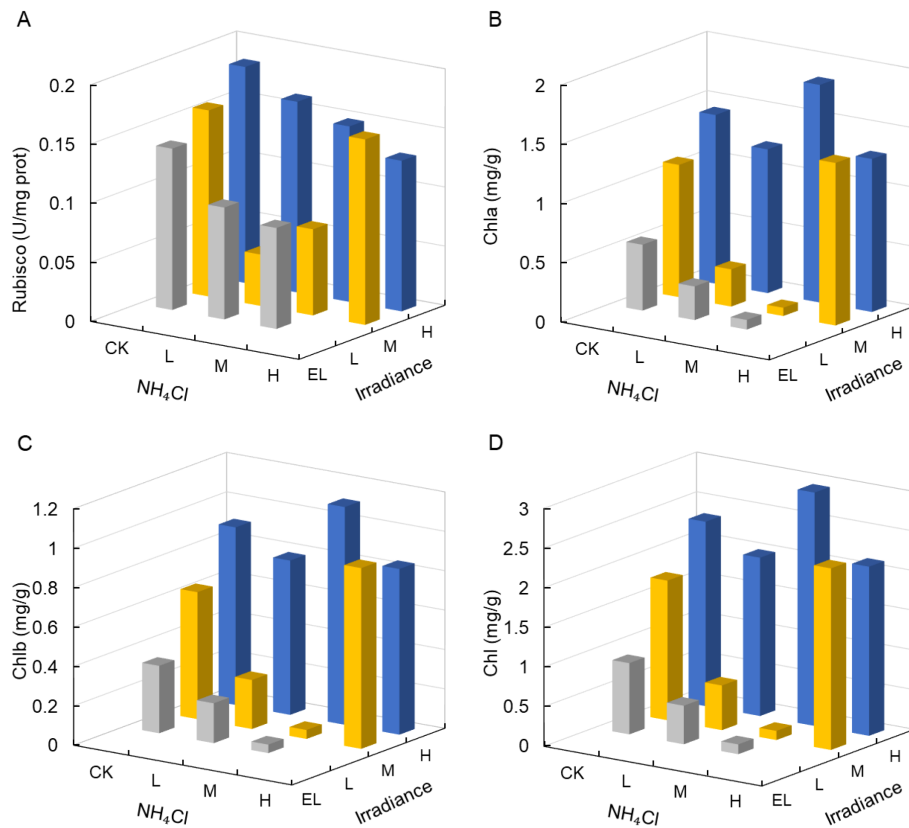 A
Rubisco (U/mg prot)
0.2
0.15
0.1
0.05
0
CK
L
M
H
NH₄Cl
EL
L
M
H
Irradiance
B
Chla (mg/g)
2
1.5
1
0.5
0
CK
L
M
H
NH₄Cl
EL
L
M
H
Irradiance
C
Chlb (mg/g)
1.2
1
0.8
0.6
0.4
0.2
0
CK
L
M
H
NH₄Cl
EL
L
M
H
Irradiance
D
Chl (mg/g)
3
2.5
2
1.5
1
0.5
0
CK
L
M
H
NH₄Cl
EL
L
M
H
Irradiance